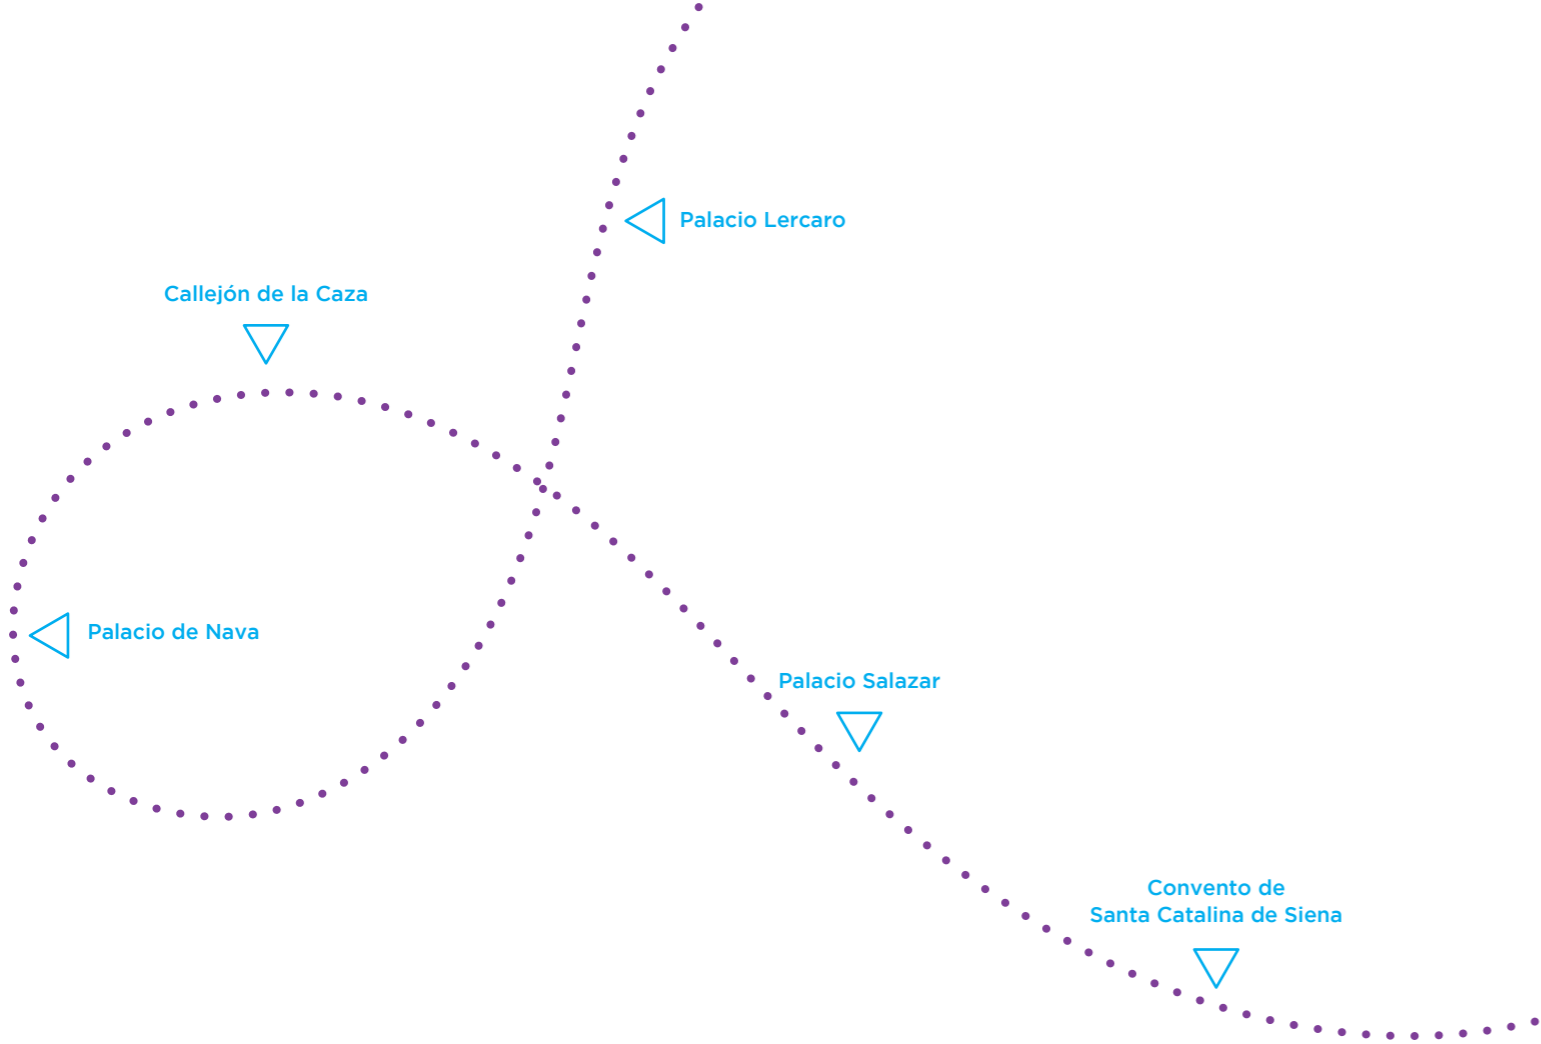 Palacio Lercaro
Callejón de la Caza
Palacio de Nava
Palacio Salazar
Convento de
Santa Catalina de Siena